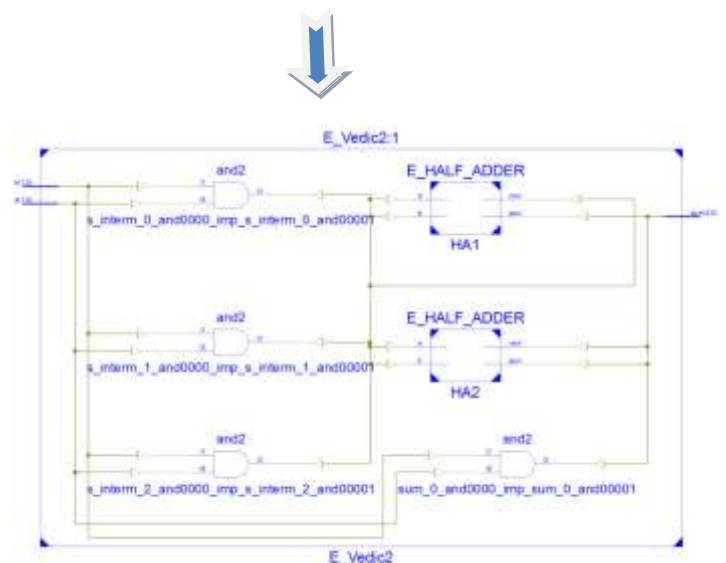 E_Vedic2:1
and2
E_HALF_ADDER
s_interm_0_and0000_imp_s_interm_0_and00001
HA1
and2
E_HALF_ADDER
s_interm_1_and0000_imp_s_interm_1_and00001
HA2
and2
and2
s_interm_2_and0000_imp_s_interm_2_and00001
sum_0_and0000_imp_sum_0_and00001
E_Vedic2